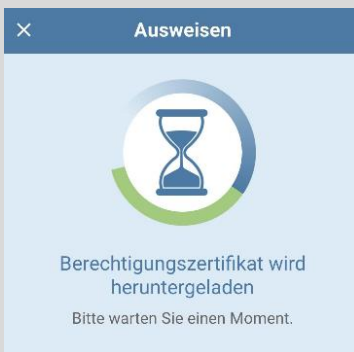 Ausweisen
Berechtigungszertifikat wird
heruntergeladen
Bitte warten Sie einen Moment.